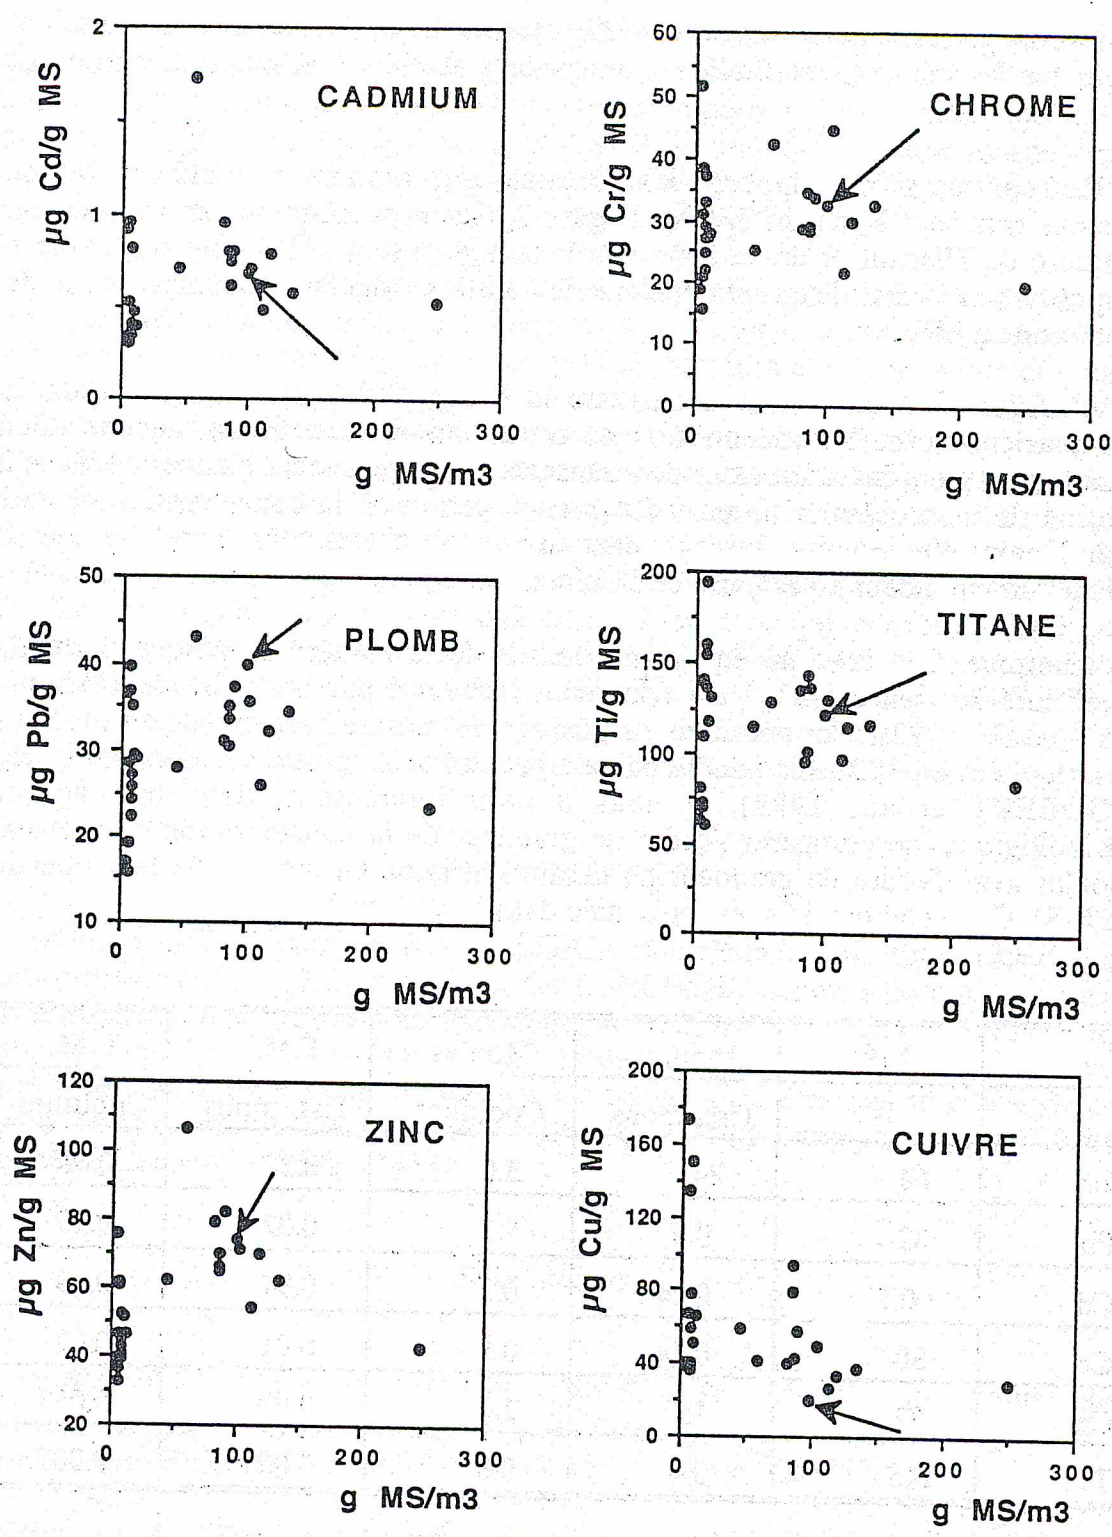 2
1
0
0 100 200 300
µg Cd/g MS
CADMIUM
g MS/m3
60
50
40
30
20
10
0
0 100 200 300
µg Cr/g MS
CHROME
g MS/m3
50
40
30
20
10
0 100 200 300
µg Pb/g MS
PLOMB
g MS/m3
200
150
100
50
0
0 100 200 300
µg Ti/g MS
TITANE
g MS/m3
120
100
80
60
40
20
0 100 200 300
µg Zn/g MS
ZINC
g MS/m3
200
160
120
80
40
0
0 100 200 300
µg Cu/g MS
CUIVRE
g MS/m3